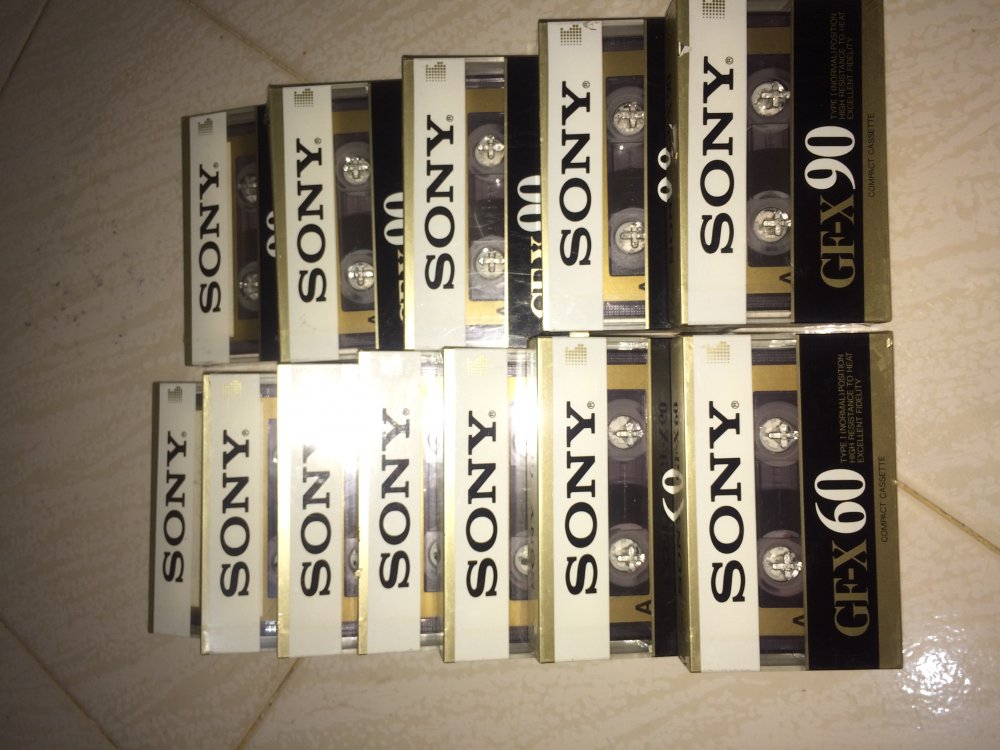 SONY®
SONY®
SONY®
SONY®
SONY®
A
TYPE I (NORMAL) POSITION
HIGH RESISTANCE TO HEAT
EXCELLENT FIDELITY
GF-X 90
COMPACT CASSETTE
SONY®
SONY®
SONY
SONY®
SONY®
SONY®
A
60
SONY®
A
TYPE I (NORMAL) POSITION
HIGH RESISTANCE TO HEAT
EXCELLENT FIDELITY
GF-X 60
COMPACT CASSETTE